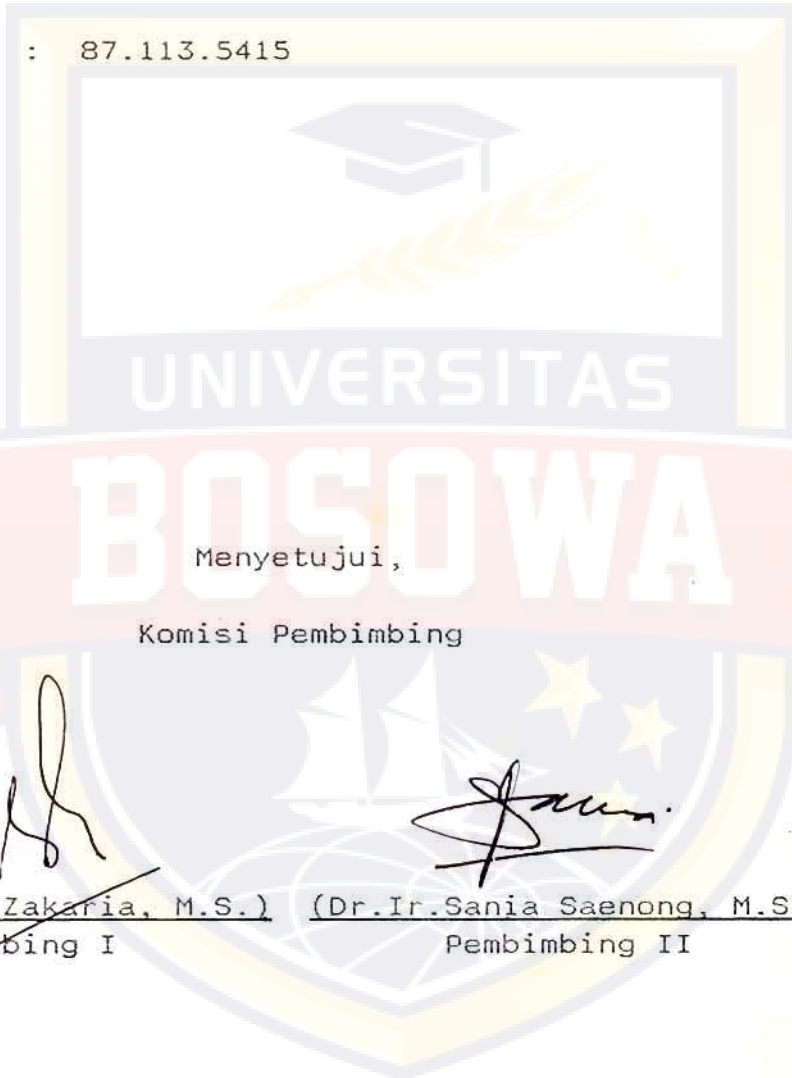 : 87.113.5415
UNIVERSITAS
BOSOWA
Menyetujui,
Komisi Pembimbing
Zakaria, M.S.) (Dr.Ir.Sania Saenong, M.S
bing I Pembimbing II